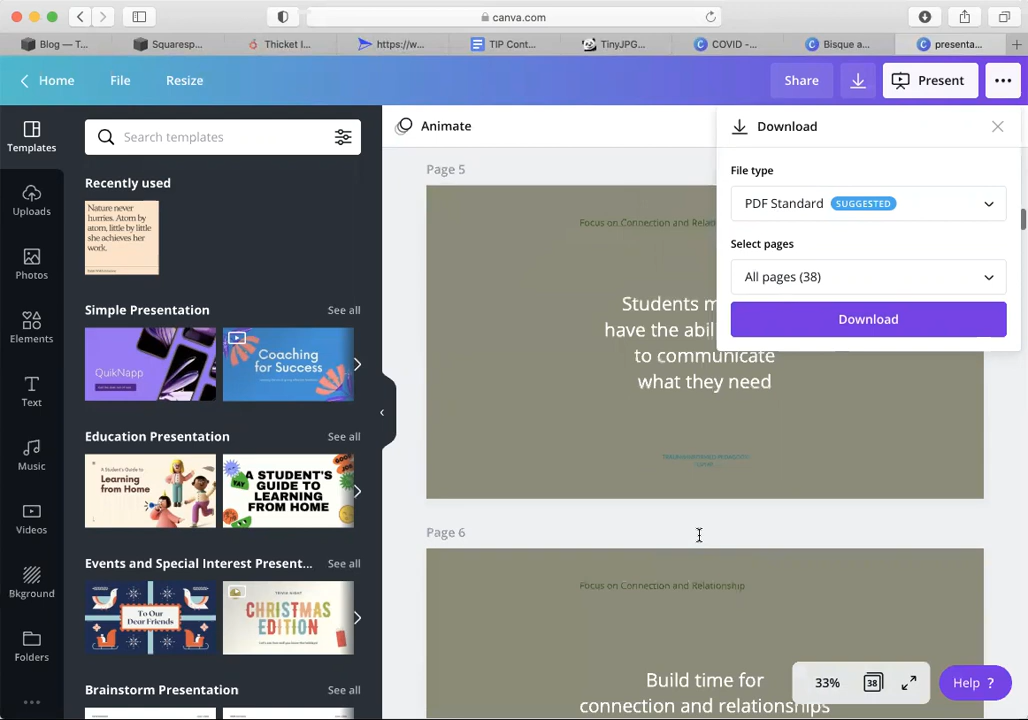 canva.com
Blog — T...
Squaresp...
Thicket I...
https://w...
TIP Cont...
TinyJPG...
COVID -...
Bisque a...
presenta...
Home
File
Resize
Share
Present
Templates
Uploads
Photos
Elements
Text
Music
Videos
Bkground
Folders
Search templates
Recently used
Nature never
hurries. Atom by
atom, little by little
she achieves her
work.
Simple Presentation
See all
QuikNapp
Coaching
for Success
Education Presentation
See all
A Student's Guide to
Learning
from Home
YAY
GOOD
JOB
A STUDENT'S
GUIDE TO
LEARNING
FROM HOME
Events and Special Interest Present...
See all
To Our
Dear Friends
TRIVIA NIGHT
CHRISTMAS
EDITION
Brainstorm Presentation
See all
Animate
Page 5
Focus on Connection and Rela
Students m
have the abil
to communicate
what they need
Page 6
Focus on Connection and Relationship
Build time for
connection and relationships
Download
File type
PDF Standard SUGGESTED
Select pages
All pages (38)
Download
33%
38
Help ?